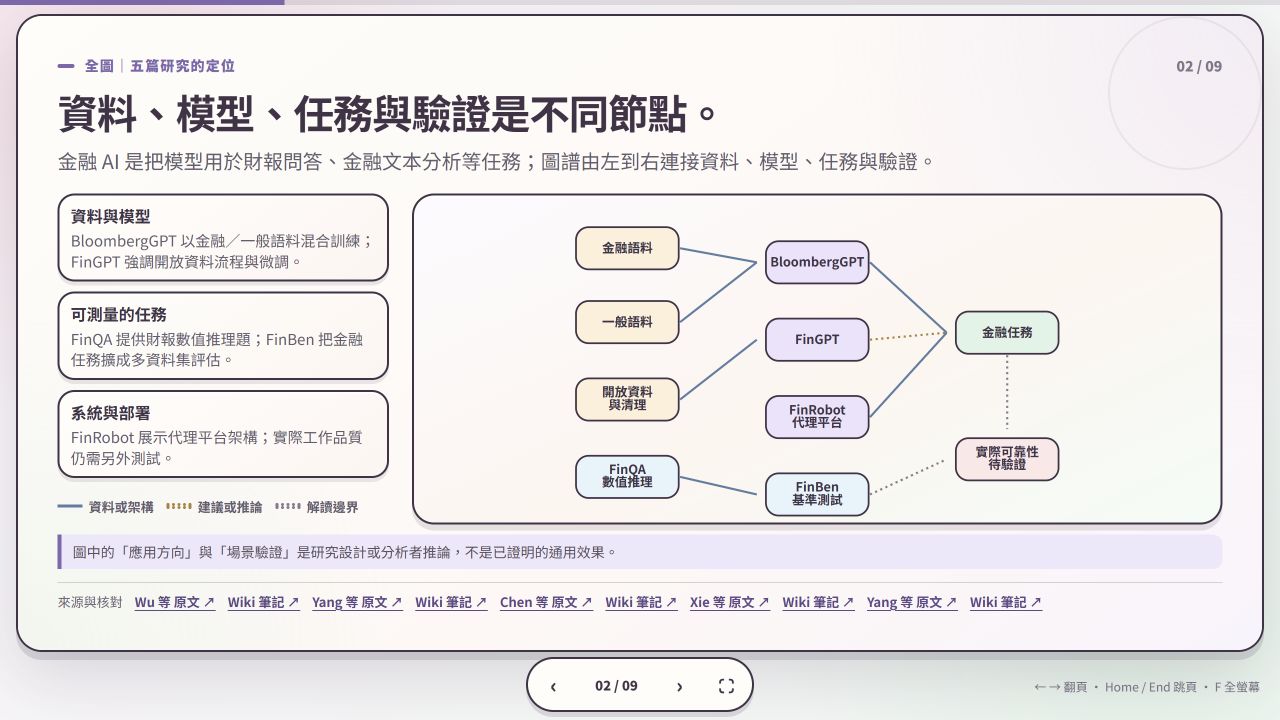 全圖｜五篇研究的定位
02 / 09
資料、模型、任務與驗證是不同節點。
金融 AI 是把模型用於財報問答、金融文本分析等任務；圖譜由左到右連接資料、模型、任務與驗證。
資料與模型
BloombergGPT 以金融／一般語料混合訓練；
FinGPT 強調開放資料流程與微調。
可測量的任務
FinQA 提供財報數值推理題；FinBen 把金融
任務擴成多資料集評估。
系統與部署
FinRobot 展示代理平台架構；實際工作品質
仍需另外測試。
資料或架構 建議或推論 解讀邊界
金融語料
一般語料
開放資料
與清理
FinQA
數值推理
BloombergGPT
FinGPT
FinRobot
代理平台
FinBen
基準測試
金融任務
實際可靠性
待驗證
圖中的「應用方向」與「場景驗證」是研究設計或分析者推論，不是已證明的通用效果。
來源與核對 Wu 等 原文 ↗ Wiki 筆記 ↗ Yang 等 原文 ↗ Wiki 筆記 ↗ Chen 等 原文 ↗ Wiki 筆記 ↗ Xie 等 原文 ↗ Wiki 筆記 ↗ Yang 等 原文 ↗ Wiki 筆記 ↗
‹ 02 / 09 ›
← → 翻頁 · Home / End 跳頁 · F 全螢幕